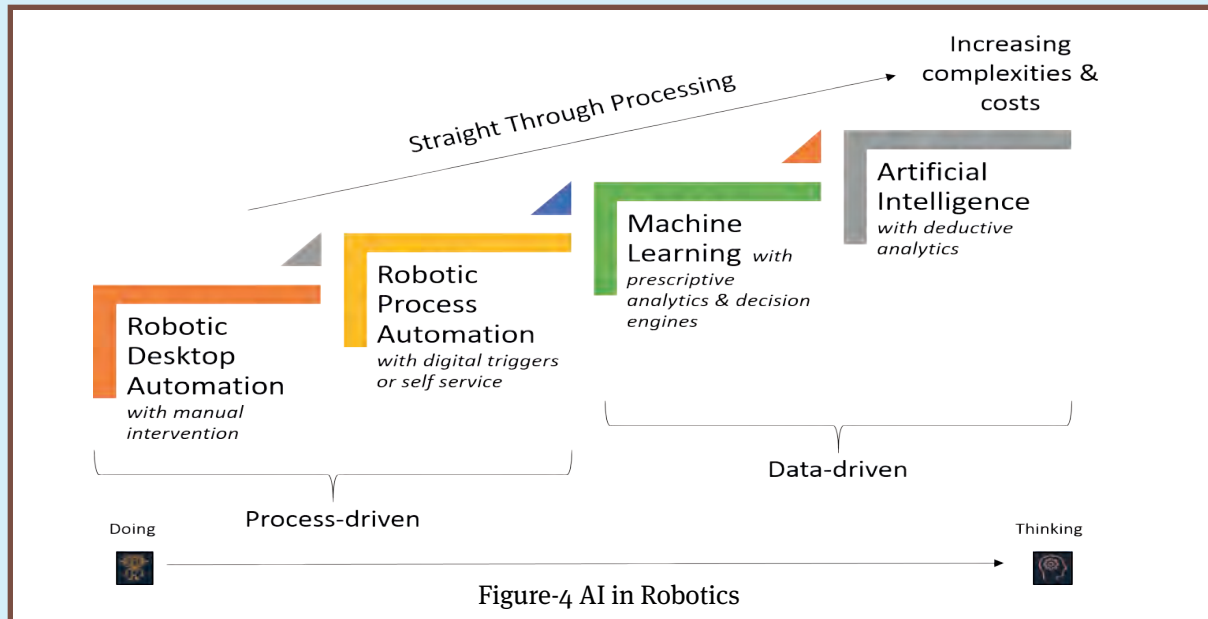 Increasing
complexities &
costs
Straight Through Processing
Artificial
Intelligence
with deductive
analytics
Machine
Learning with
prescriptive
analytics & decision
engines
Robotic
Process
Automation
with digital triggers
or self service
Robotic
Desktop
Automation
with manual
intervention
Data-driven
Process-driven
Doing
Thinking
Figure-4 AI in Robotics